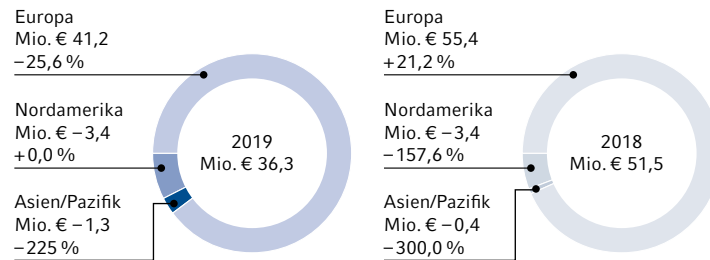 Europa
Mio. € 41,2
–25,6 %
Nordamerika
Mio. € –3,4
+0,0 %
Asien/Pazifik
Mio. € –1,3
–225 %
2019
Mio. € 36,3
Europa
Mio. € 55,4
+21,2 %
Nordamerika
Mio. € –3,4
–157,6 %
Asien/Pazifik
Mio. € –0,4
–300,0 %
2018
Mio. € 51,5